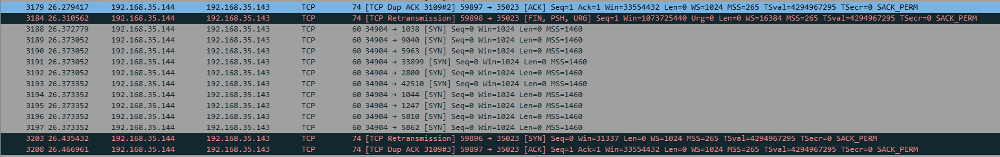 3179 26.279417 192.168.35.144 192.168.35.143 TCP 74 [TCP Dup ACK 3109#2] 59897 → 35023 [ACK] Seq=1 Ack=1 Win=33554432 Len=0 WS=1024 MSS=265 TSval=4294967295 TSecr=0 SACK_PERM
3184 26.310562 192.168.35.144 192.168.35.143 TCP 74 [TCP Retransmission] 59898 → 35023 [FIN, PSH, URG] Seq=1 Win=1073725440 Urg=0 Len=0 WS=16384 MSS=265 TSval=4294967295 TSecr=0 SACK_PERM
3188 26.372779 192.168.35.144 192.168.35.143 TCP 60 34904 → 1038 [SYN] Seq=0 Win=1024 Len=0 MSS=1460
3189 26.373052 192.168.35.144 192.168.35.143 TCP 60 34904 → 9040 [SYN] Seq=0 Win=1024 Len=0 MSS=1460
3190 26.373052 192.168.35.144 192.168.35.143 TCP 60 34904 → 5963 [SYN] Seq=0 Win=1024 Len=0 MSS=1460
3191 26.373052 192.168.35.144 192.168.35.143 TCP 60 34904 → 33899 [SYN] Seq=0 Win=1024 Len=0 MSS=1460
3192 26.373052 192.168.35.144 192.168.35.143 TCP 60 34904 → 2800 [SYN] Seq=0 Win=1024 Len=0 MSS=1460
3193 26.373352 192.168.35.144 192.168.35.143 TCP 60 34904 → 42510 [SYN] Seq=0 Win=1024 Len=0 MSS=1460
3194 26.373352 192.168.35.144 192.168.35.143 TCP 60 34904 → 1044 [SYN] Seq=0 Win=1024 Len=0 MSS=1460
3195 26.373352 192.168.35.144 192.168.35.143 TCP 60 34904 → 1247 [SYN] Seq=0 Win=1024 Len=0 MSS=1460
3196 26.373352 192.168.35.144 192.168.35.143 TCP 60 34904 → 5810 [SYN] Seq=0 Win=1024 Len=0 MSS=1460
3197 26.373352 192.168.35.144 192.168.35.143 TCP 60 34904 → 5862 [SYN] Seq=0 Win=1024 Len=0 MSS=1460
3203 26.435432 192.168.35.144 192.168.35.143 TCP 74 [TCP Retransmission] 59896 → 35023 [SYN] Seq=0 Win=31337 Len=0 WS=1024 MSS=265 TSval=4294967295 TSecr=0 SACK_PERM
3208 26.466961 192.168.35.144 192.168.35.143 TCP 74 [TCP Dup ACK 3109#3] 59897 → 35023 [ACK] Seq=1 Ack=1 Win=33554432 Len=0 WS=1024 MSS=265 TSval=4294967295 TSecr=0 SACK_PERM